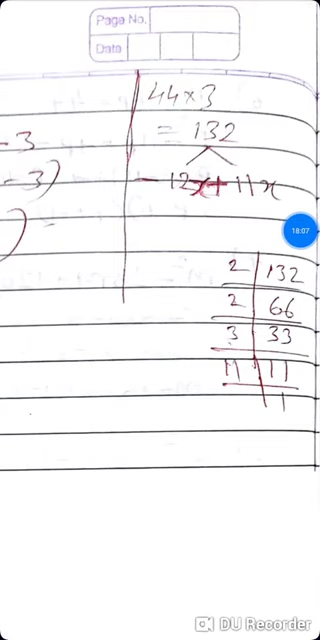 Page No.
Date
44×3
- 3
= 132
- 3)
- 12x + 11x
)
18:07
2 | 132
2 | 66
3 | 33
11 | 11
1
DU Recorder